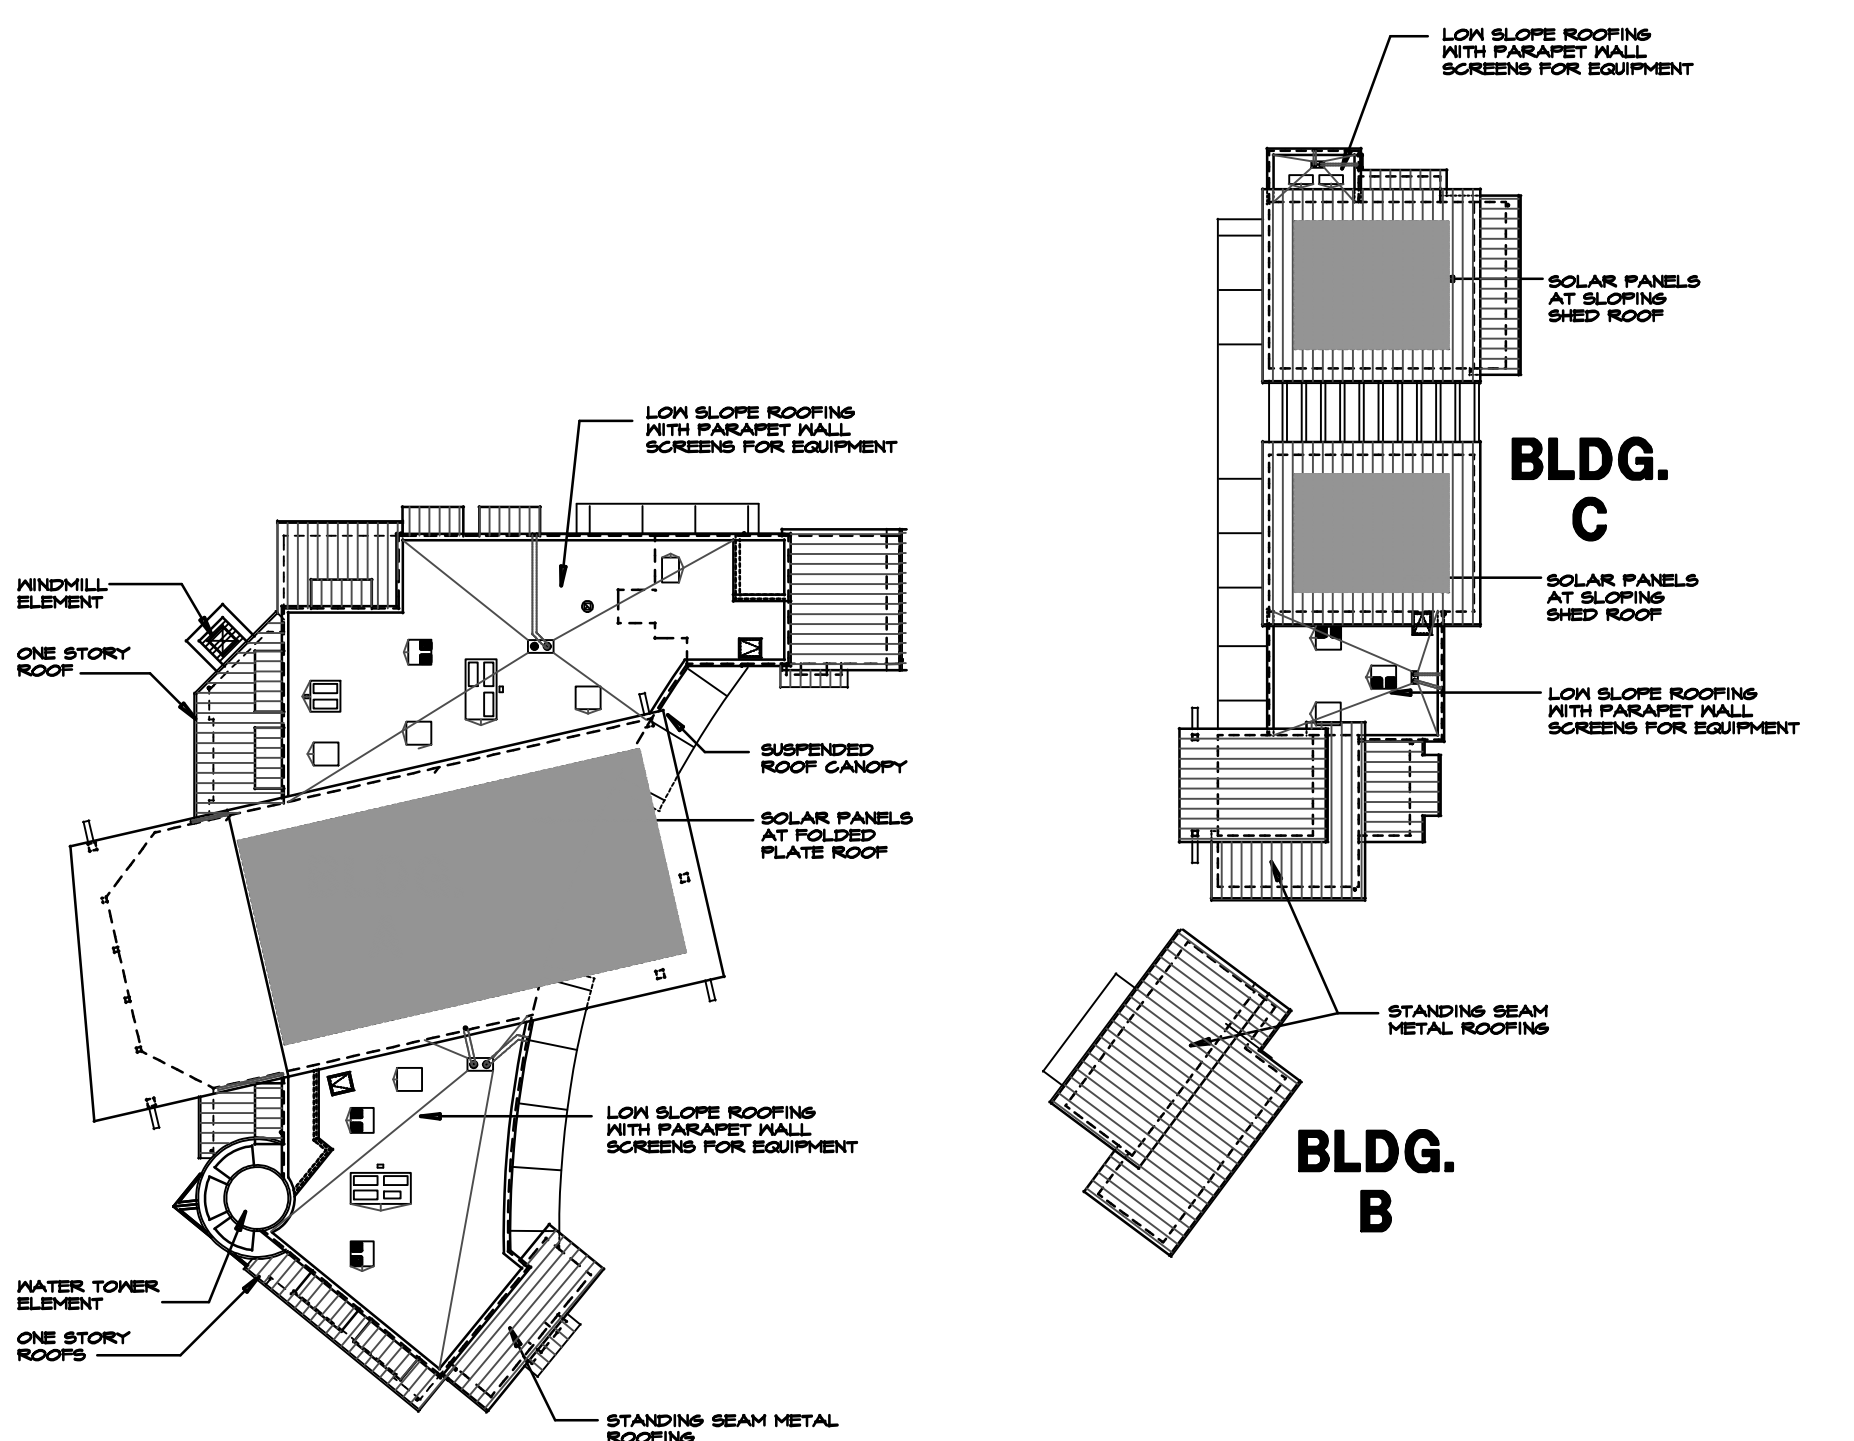 LOW SLOPE ROOFING
WITH PARAPET WALL
SCREENS FOR EQUIPMENT
SOLAR PANELS
AT SLOPING
SHED ROOF
LOW SLOPE ROOFING
WITH PARAPET WALL
SCREENS FOR EQUIPMENT
BLDG.
C
WINDMILL
ELEMENT
SOLAR PANELS
AT SLOPING
SHED ROOF
ONE STORY
ROOF
LOW SLOPE ROOFING
WITH PARAPET WALL
SCREENS FOR EQUIPMENT
SUSPENDED
ROOF CANOPY
SOLAR PANELS
AT FOLDED
PLATE ROOF
STANDING SEAM
METAL ROOFING
LOW SLOPE ROOFING
WITH PARAPET WALL
SCREENS FOR EQUIPMENT
BLDG.
B
WATER TOWER
ELEMENT
ONE STORY
ROOFS
STANDING SEAM METAL
ROOFING